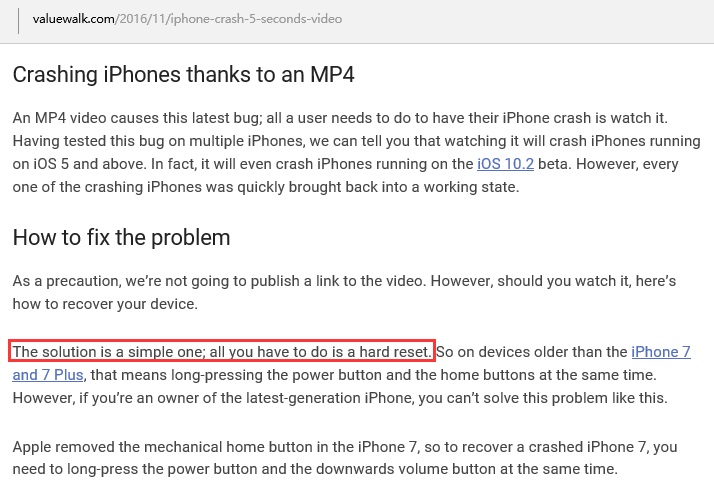 valuewalk.com/2016/11/iphone-crash-5-seconds-video
Crashing iPhones thanks to an MP4
An MP4 video causes this latest bug; all a user needs to do to have their iPhone crash is watch it.
Having tested this bug on multiple iPhones, we can tell you that watching it will crash iPhones running
on iOS 5 and above. In fact, it will even crash iPhones running on the iOS 10.2 beta. However, every
one of the crashing iPhones was quickly brought back into a working state.
How to fix the problem
As a precaution, we’re not going to publish a link to the video. However, should you watch it, here’s
how to recover your device.
The solution is a simple one; all you have to do is a hard reset. So on devices older than the iPhone 7
and 7 Plus, that means long-pressing the power button and the home buttons at the same time.
However, if you’re an owner of the latest-generation iPhone, you can’t solve this problem like this.
Apple removed the mechanical home button in the iPhone 7, so to recover a crashed iPhone 7, you
need to long-press the power button and the downwards volume button at the same time.